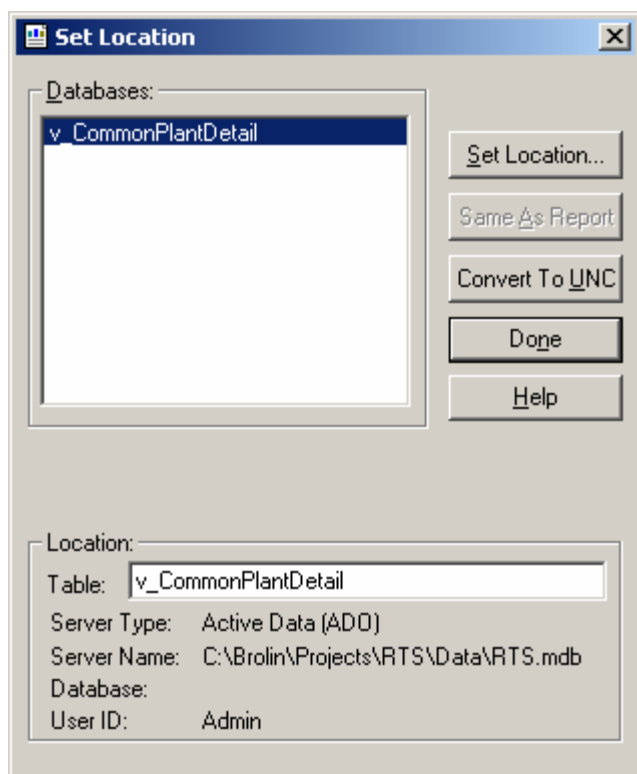 Set Location
Databases:
v_CommonPlantDetail
Set Location...
Same As Report
Convert To UNC
Done
Help
Location:
Table: v_CommonPlantDetail
Server Type: Active Data (ADO)
Server Name: C:\Brolin\Projects\RTS\Data\RTS.mdb
Database:
User ID: Admin